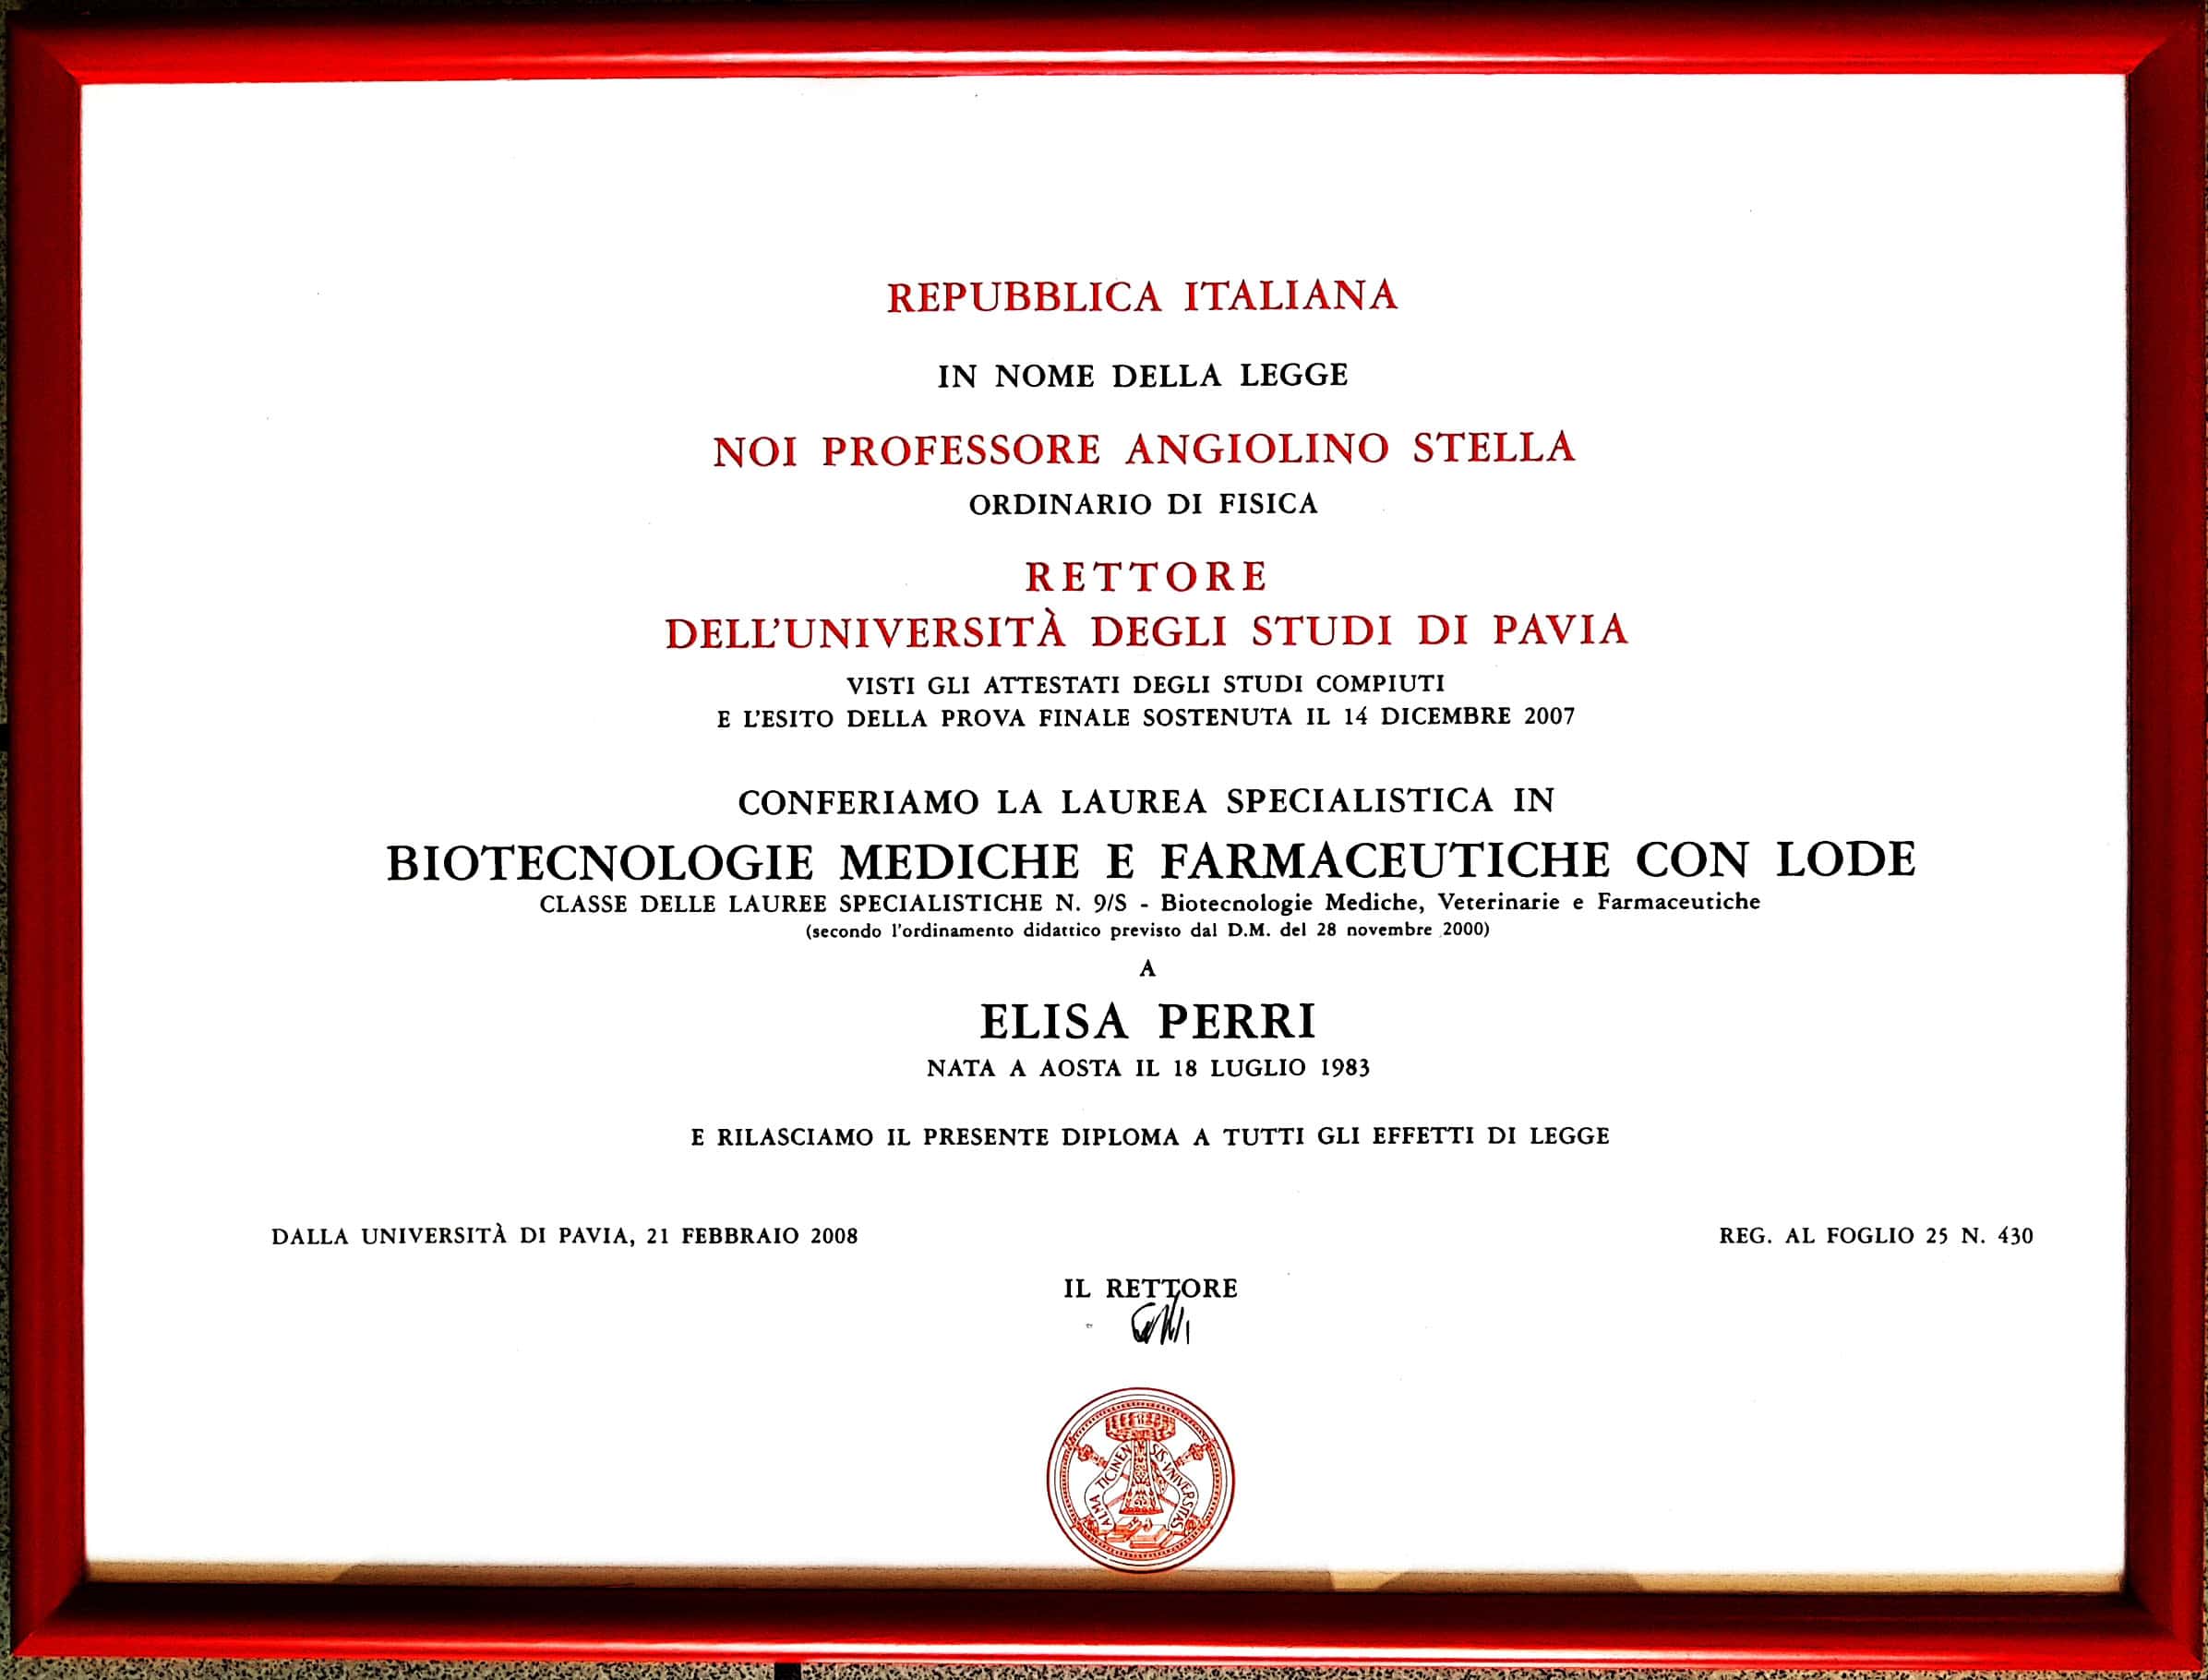 REPUBBLICA ITALIANA
IN NOME DELLA LEGGE
NOI PROFESSORE ANGIOLINO STELLA
ORDINARIO DI FISICA
RETTORE
DELL'UNIVERSITÀ DEGLI STUDI DI PAVIA
VISTI GLI ATTESTATI DEGLI STUDI COMPIUTI
E L'ESITO DELLA PROVA FINALE SOSTENUTA IL 14 DICEMBRE 2007
CONFERIAMO LA LAUREA SPECIALISTICA IN
BIOTECNOLOGIE MEDICHE E FARMACEUTICHE CON LODE
CLASSE DELLE LAUREE SPECIALISTICHE N. 9/S - Biotecnologie Mediche, Veterinarie e Farmaceutiche
(secondo l'ordinamento didattico previsto dal D.M. del 28 novembre 2000)
A
ELISA PERRI
NATA A AOSTA IL 18 LUGLIO 1983
E RILASCIAMO IL PRESENTE DIPLOMA A TUTTI GLI EFFETTI DI LEGGE
DALLA UNIVERSITÀ DI PAVIA, 21 FEBBRAIO 2008
REG. AL FOGLIO 25 N. 430
IL RETTORE
ALMA TICINENSIS VNIVERSITAS